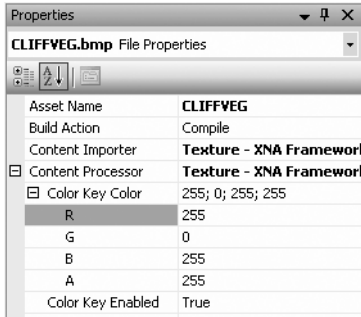 Properties
CLIFFVEG.bmp File Properties
Asset Name CLIFFVEG
Build Action Compile
Content Importer Texture - XNA Framework
Content Processor Texture - XNA Framework
Color Key Color 255; 0; 255; 255
R 255
G 0
B 255
A 255
Color Key Enabled True